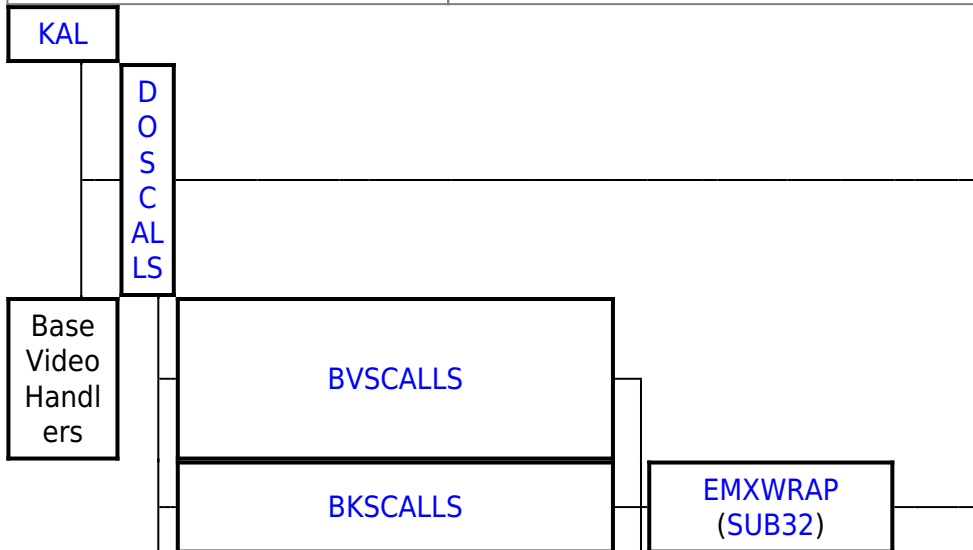 KAL
D
O
S
C
AL
LS
Base
Video
Handl
ers
BVSCALLS
BKSCALLS
EMXWRAP
(SUB32)